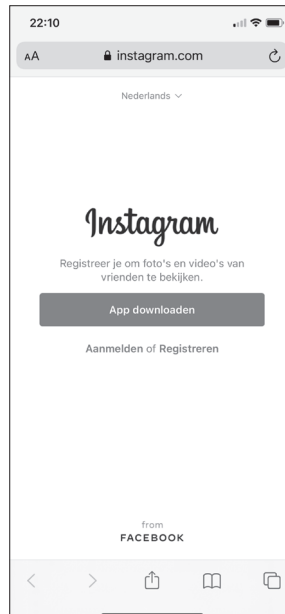 22:10
AA instagram.com
Nederlands
Instagram
Registreer je om foto's en video's van
vrienden te bekijken.
App downloaden
Aanmelden of Registreren
from
FACEBOOK